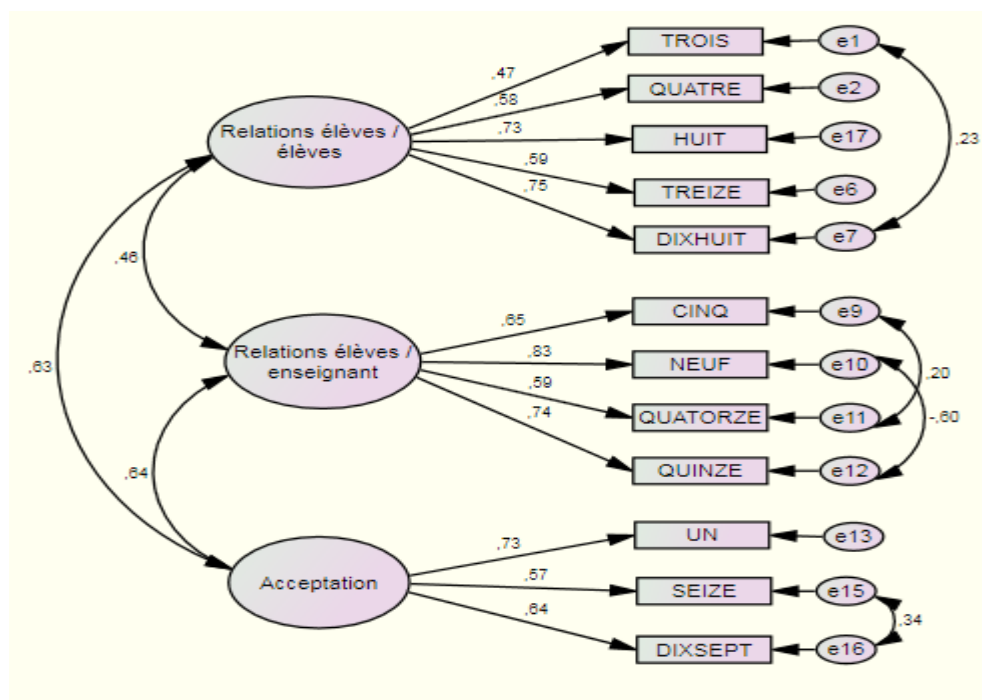 TROIS
e1
,47
QUATRE
e2
,58
Relations élèves /
élèves
,73
HUIT
e17
,23
,59
TREIZE
e6
,75
DIXHUIT
e7
,46
CINQ
e9
,65
Relations élèves /
enseignant
,83
NEUF
e10
,63
,59
QUATORZE
e11
,20
-,60
,74
QUINZE
e12
,64
UN
e13
,73
Acceptation
,57
SEIZE
e15
,34
,64
DIXSEPT
e16